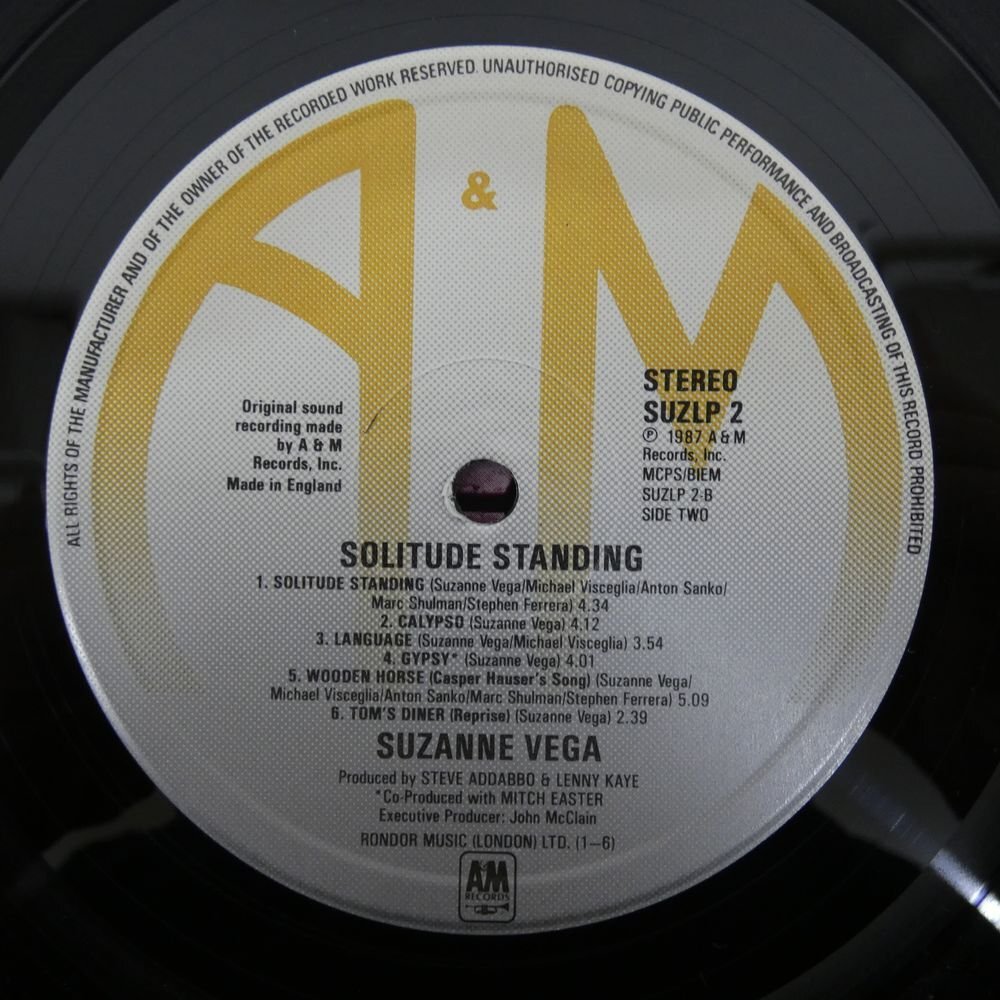 ALL RIGHTS OF THE MANUFACTURER AND OF THE OWNER OF THE RECORDED WORK RESERVED. UNAUTHORISED COPYING PUBLIC PERFORMANCE AND BROADCASTING OF THIS RECORD PROHIBITED
A & M
Original sound
recording made
by A & M
Records, Inc.
Made in England
STEREO
SUZLP 2
Ⓟ 1987 A & M
Records, Inc.
MCPS/BIEM
SUZLP 2-B
SIDE TWO
SOLITUDE STANDING
1. SOLITUDE STANDING (Suzanne Vega/Michael Visceglia/Anton Sanko/
Marc Shulman/Stephen Ferrera) 4.34
2. CALYPSO (Suzanne Vega) 4.12
3. LANGUAGE (Suzanne Vega/Michael Visceglia) 3.54
4. GYPSY* (Suzanne Vega) 4.01
5. WOODEN HORSE (Casper Hauser's Song) (Suzanne Vega/
Michael Visceglia/Anton Sanko/Marc Shulman/Stephen Ferrera) 5.09
6. TOM'S DINER (Reprise) (Suzanne Vega) 2.39
SUZANNE VEGA
Produced by STEVE ADDABBO & LENNY KAYE
*Co-Produced with MITCH EASTER
Executive Producer: John McClain
RONDOR MUSIC (LONDON) LTD. (1–6)
A&M
RECORDS